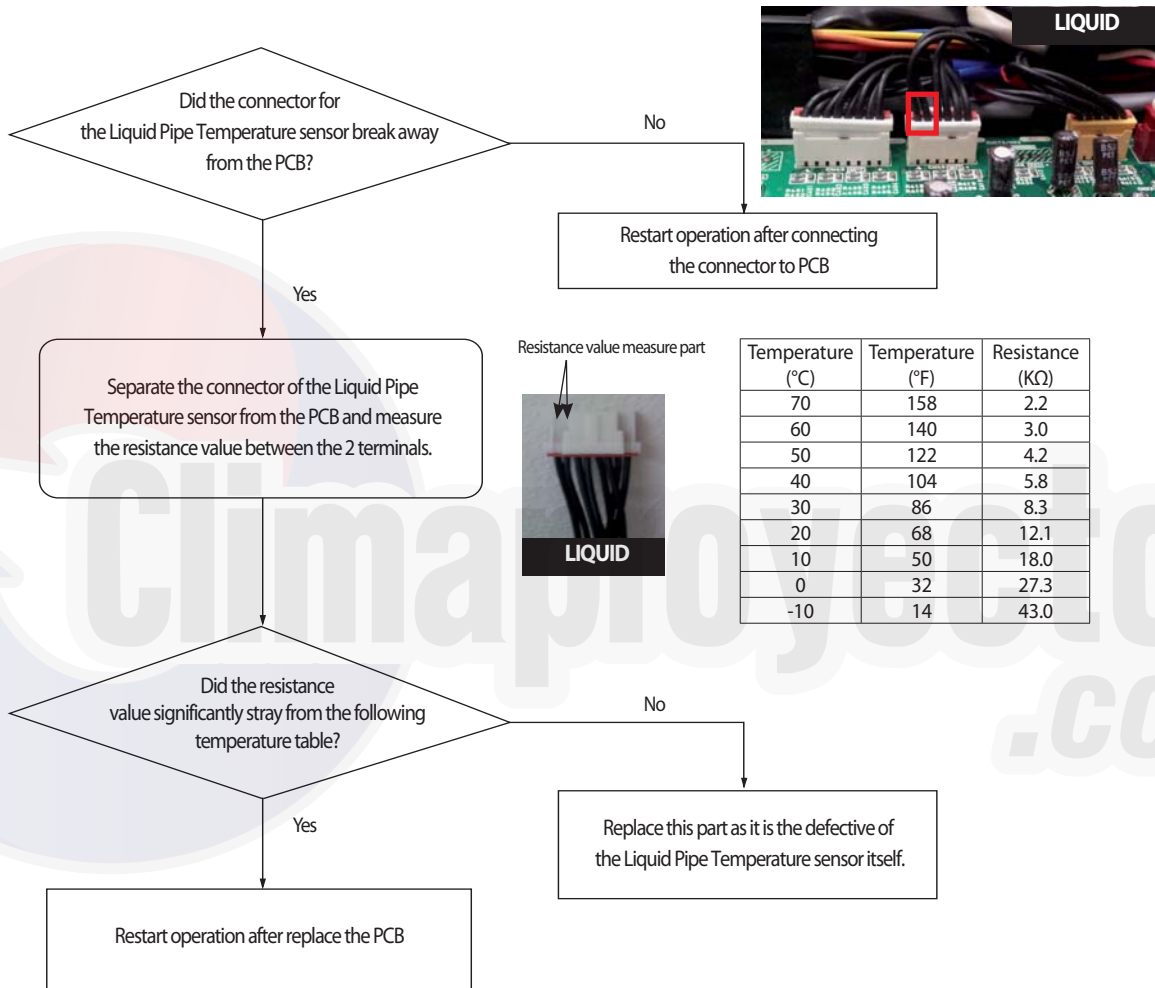 LIQUID
Did the connector for
the Liquid Pipe Temperature sensor break away
from the PCB?
No
Restart operation after connecting
the connector to PCB
Yes
Separate the connector of the Liquid Pipe
Temperature sensor from the PCB and measure
the resistance value between the 2 terminals.
Resistance value measure part
LIQUID
Temperature (°C) Temperature (°F) Resistance (KΩ)
70 158 2.2
60 140 3.0
50 122 4.2
40 104 5.8
30 86 8.3
20 68 12.1
10 50 18.0
0 32 27.3
-10 14 43.0
Climaproyecto
.co
Did the resistance
value significantly stray from the following
temperature table?
No
Replace this part as it is the defective of
the Liquid Pipe Temperature sensor itself.
Yes
Restart operation after replace the PCB